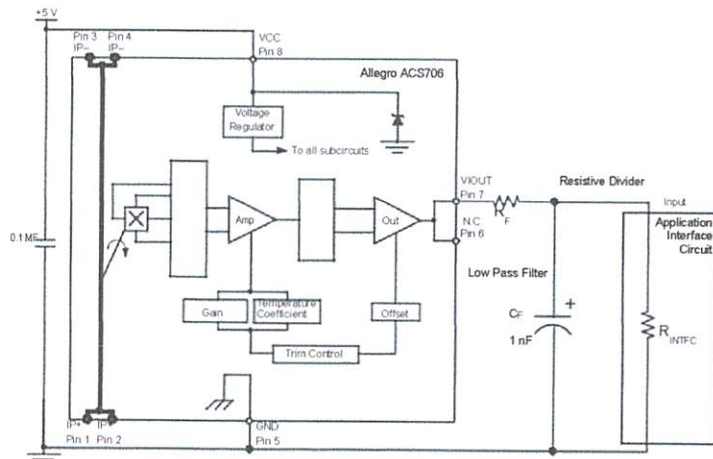 +5 V
Pin 3
IP–
Pin 4
IP–
VCC
Pin 8
Allegro ACS706
Voltage
Regulator
To all subcircuits
VIOUT
Pin 7
RF
Resistive Divider
Input
Application
Interface
Circuit
N.C.
Pin 6
Amp
Out
0.1 MF
Low Pass Filter
CF
1 nF
+
RINTFC
Gain
Temperature
Coefficient
Offset
Trim Control
IP+
Pin 1
Pin 2
GND
Pin 5